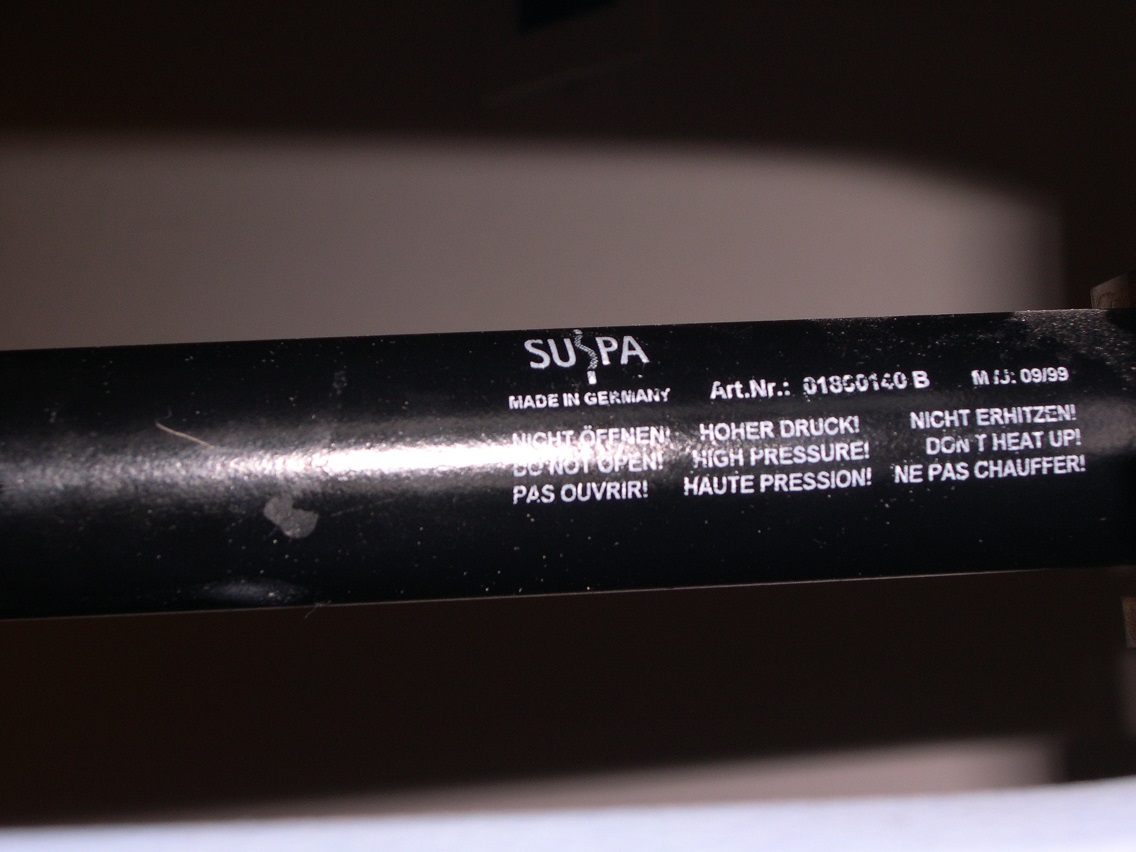 SUSPA
MADE IN GERMANY
Art.Nr.: 01860140 B
M/J: 09/99
NICHT ÖFFNEN!
DO NOT OPEN!
PAS OUVRIR!
HOHER DRUCK!
HIGH PRESSURE!
HAUTE PRESSION!
NICHT ERHITZEN!
DON'T HEAT UP!
NE PAS CHAUFFER!